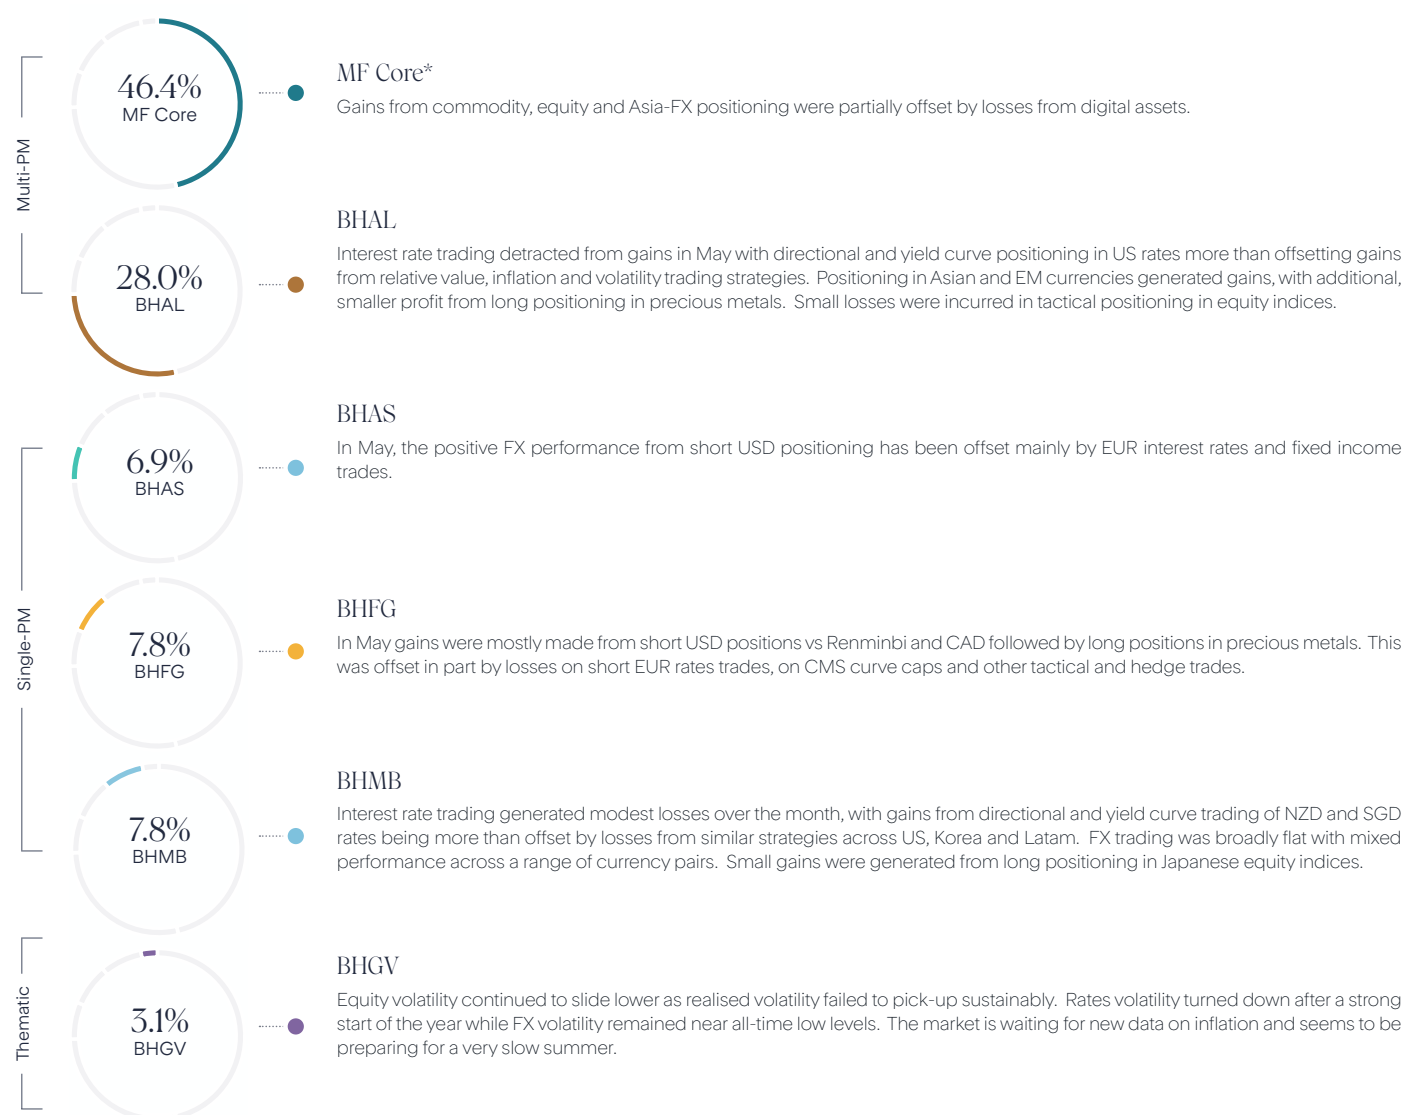 Multi-PM
46.4%
MF Core
MF Core*
Gains from commodity, equity and Asia-FX positioning were partially offset by losses from digital assets.
28.0%
BHAL
BHAL
Interest rate trading detracted from gains in May with directional and yield curve positioning in US rates more than offsetting gains
from relative value, inflation and volatility trading strategies. Positioning in Asian and EM currencies generated gains, with additional,
smaller profit from long positioning in precious metals. Small losses were incurred in tactical positioning in equity indices.
Single-PM
6.9%
BHAS
BHAS
In May, the positive FX performance from short USD positioning has been offset mainly by EUR interest rates and fixed income
trades.
7.8%
BHFG
BHFG
In May gains were mostly made from short USD positions vs Renminbi and CAD followed by long positions in precious metals. This
was offset in part by losses on short EUR rates trades, on CMS curve caps and other tactical and hedge trades.
7.8%
BHMB
BHMB
Interest rate trading generated modest losses over the month, with gains from directional and yield curve trading of NZD and SGD
rates being more than offset by losses from similar strategies across US, Korea and Latam. FX trading was broadly flat with mixed
performance across a range of currency pairs. Small gains were generated from long positioning in Japanese equity indices.
Thematic
3.1%
BHGV
BHGV
Equity volatility continued to slide lower as realised volatility failed to pick-up sustainably. Rates volatility turned down after a strong
start of the year while FX volatility remained near all-time low levels. The market is waiting for new data on inflation and seems to be
preparing for a very slow summer.